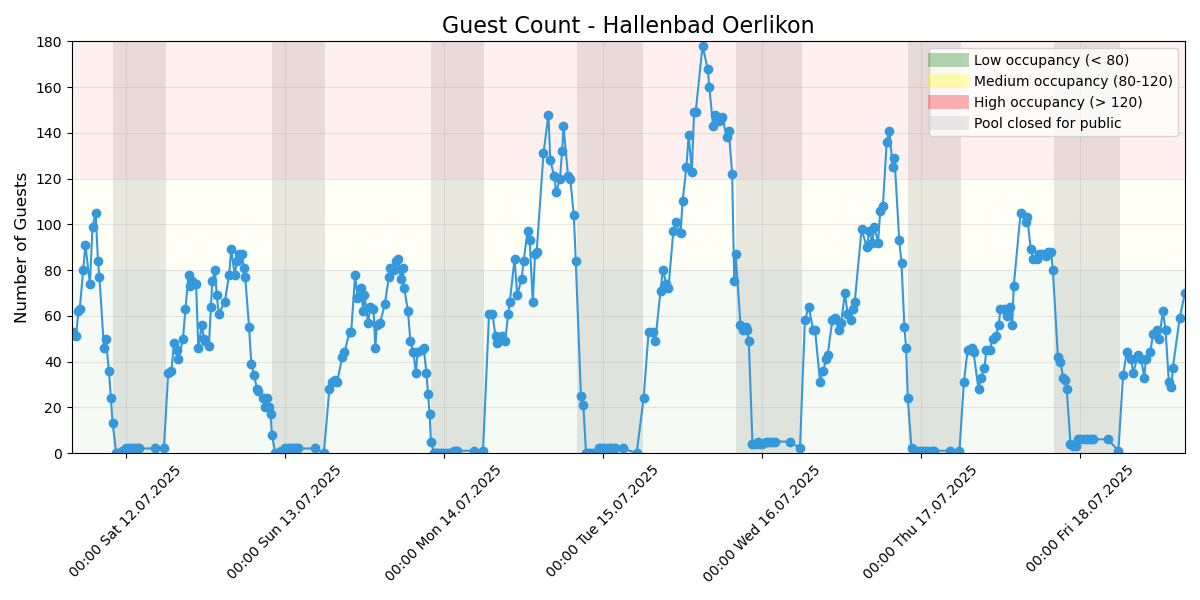 Guest Count - Hallenbad Oerlikon
Number of Guests
180
160
140
120
100
80
60
40
20
0
Low occupancy (< 80)
Medium occupancy (80-120)
High occupancy (> 120)
Pool closed for public
00:00 Sat 12.07.2025
00:00 Sun 13.07.2025
00:00 Mon 14.07.2025
00:00 Tue 15.07.2025
00:00 Wed 16.07.2025
00:00 Thu 17.07.2025
00:00 Fri 18.07.2025